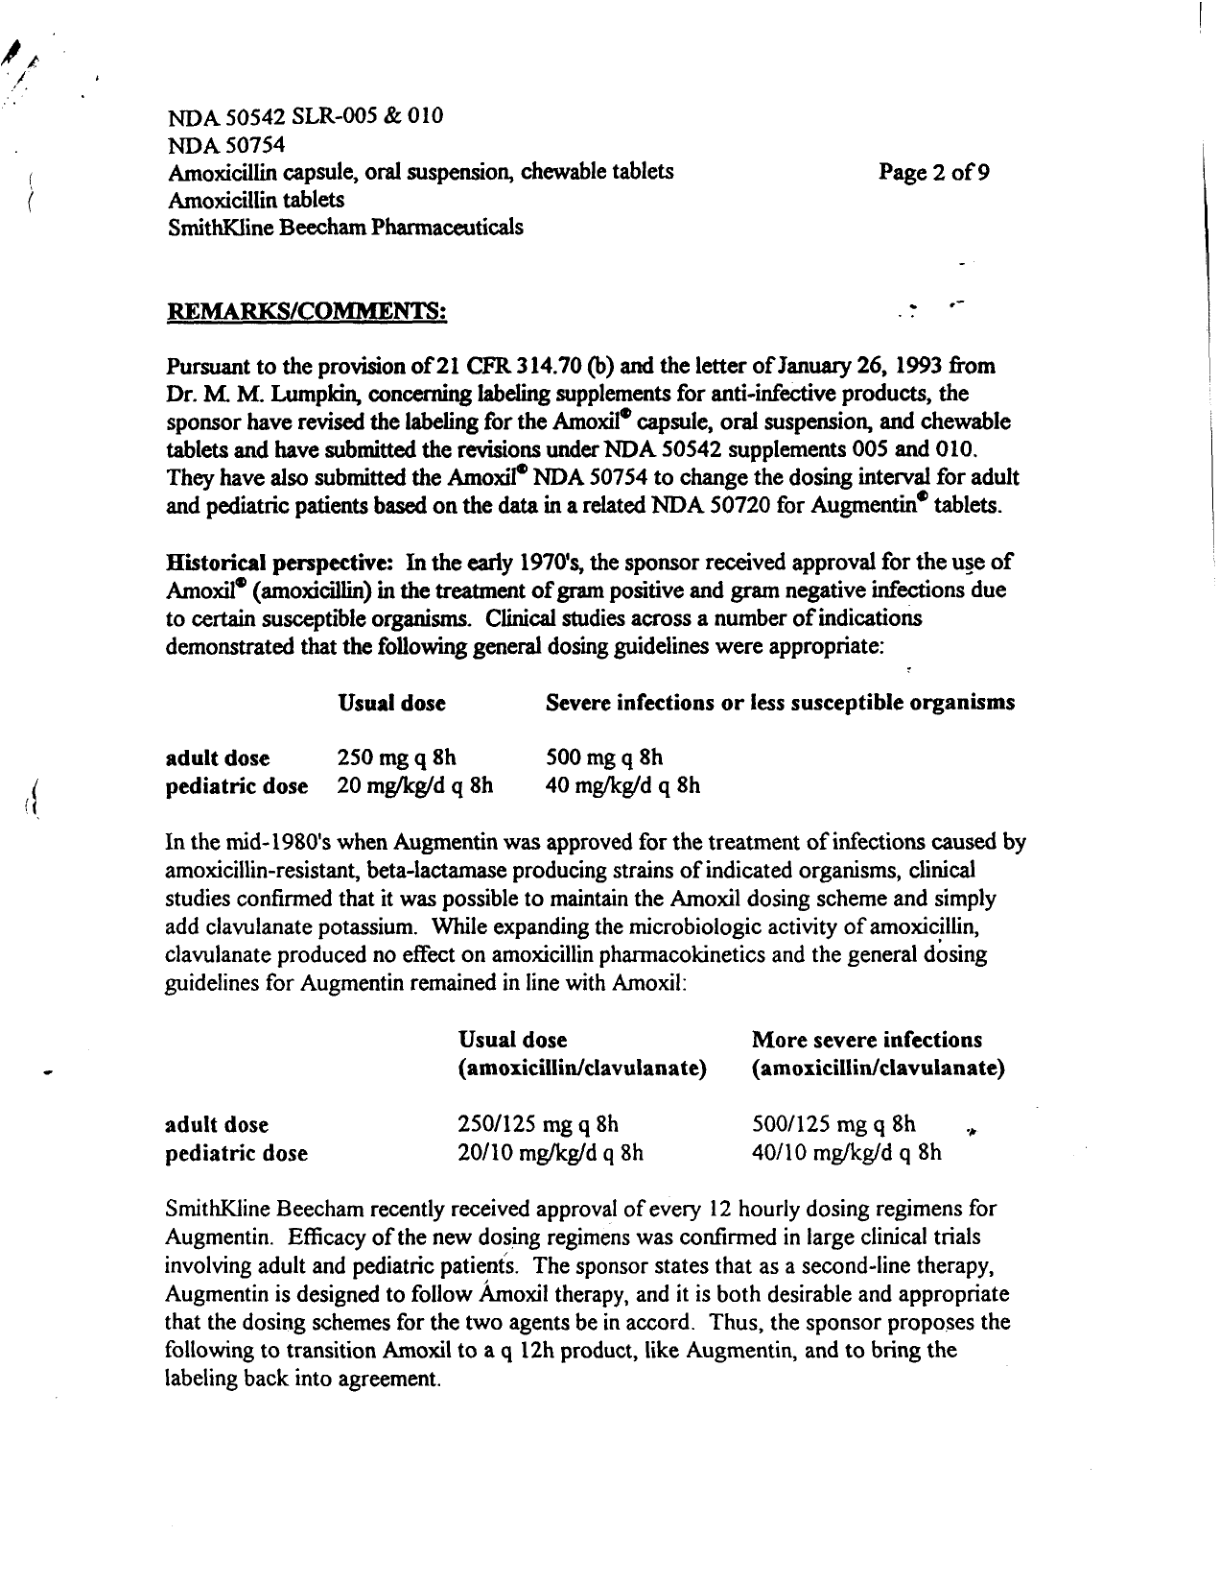 NDA 50542 SLR-005 & 010
NDA 50754
Amoxicillin capsule, oral suspension, chewable tablets Page 2 of 9
Amoxicillin tablets
SmithKline Beecham Pharmaceuticals
REMARKS/COMMENTS:
Pursuant to the provision of 21 CFR 314.70 (b) and the letter of January 26, 1993 from
Dr. M. M. Lumpkin, concerning labeling supplements for anti-infective products, the
sponsor have revised the labeling for the Amoxil® capsule, oral suspension, and chewable
tablets and have submitted the revisions under NDA 50542 supplements 005 and 010.
They have also submitted the Amoxil® NDA 50754 to change the dosing interval for adult
and pediatric patients based on the data in a related NDA 50720 for Augmentin® tablets.
Historical perspective: In the early 1970's, the sponsor received approval for the use of
Amoxil® (amoxicillin) in the treatment of gram positive and gram negative infections due
to certain susceptible organisms. Clinical studies across a number of indications
demonstrated that the following general dosing guidelines were appropriate:
Usual dose Severe infections or less susceptible organisms
adult dose 250 mg q 8h 500 mg q 8h
pediatric dose 20 mg/kg/d q 8h 40 mg/kg/d q 8h
In the mid-1980's when Augmentin was approved for the treatment of infections caused by
amoxicillin-resistant, beta-lactamase producing strains of indicated organisms, clinical
studies confirmed that it was possible to maintain the Amoxil dosing scheme and simply
add clavulanate potassium. While expanding the microbiologic activity of amoxicillin,
clavulanate produced no effect on amoxicillin pharmacokinetics and the general dosing
guidelines for Augmentin remained in line with Amoxil:
Usual dose More severe infections
(amoxicillin/clavulanate) (amoxicillin/clavulanate)
adult dose 250/125 mg q 8h 500/125 mg q 8h
pediatric dose 20/10 mg/kg/d q 8h 40/10 mg/kg/d q 8h
SmithKline Beecham recently received approval of every 12 hourly dosing regimens for
Augmentin. Efficacy of the new dosing regimens was confirmed in large clinical trials
involving adult and pediatric patients. The sponsor states that as a second-line therapy,
Augmentin is designed to follow Amoxil therapy, and it is both desirable and appropriate
that the dosing schemes for the two agents be in accord. Thus, the sponsor proposes the
following to transition Amoxil to a q 12h product, like Augmentin, and to bring the
labeling back into agreement.